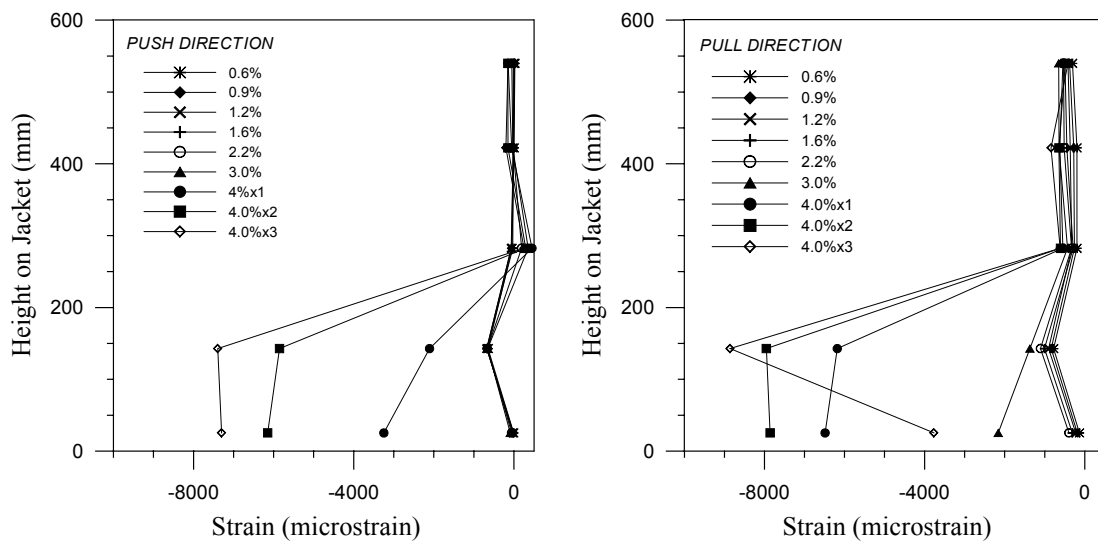 600
400
200
0
Height on Jacket (mm)
PUSH DIRECTION
0.6%
0.9%
1.2%
1.6%
2.2%
3.0%
4%x1
4.0%x2
4.0%x3
-8000 -4000 0
Strain (microstrain)
600
400
200
0
Height on Jacket (mm)
PULL DIRECTION
0.6%
0.9%
1.2%
1.6%
2.2%
3.0%
4.0%x1
4.0%x2
4.0%x3
-8000 -4000 0
Strain (microstrain)